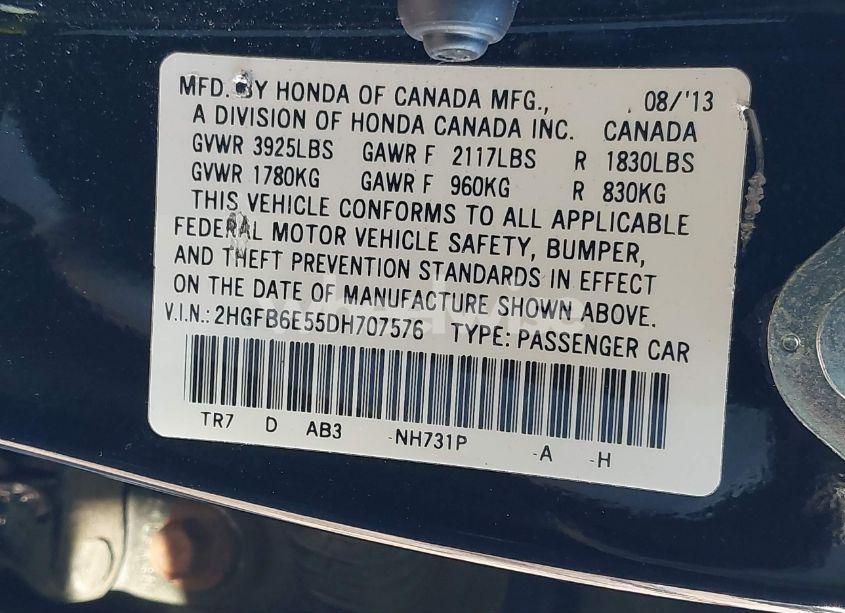 MFD. BY HONDA OF CANADA MFG., 08/'13
A DIVISION OF HONDA CANADA INC. CANADA
GVWR 3925LBS GAWR F 2117LBS R 1830LBS
GVWR 1780KG GAWR F 960KG R 830KG
THIS VEHICLE CONFORMS TO ALL APPLICABLE
FEDERAL MOTOR VEHICLE SAFETY, BUMPER,
AND THEFT PREVENTION STANDARDS IN EFFECT
ON THE DATE OF MANUFACTURE SHOWN ABOVE.
V.I.N.: 2HGFB6E55DH707576 TYPE: PASSENGER CAR
TR7 D AB3 -NH731P -A -H